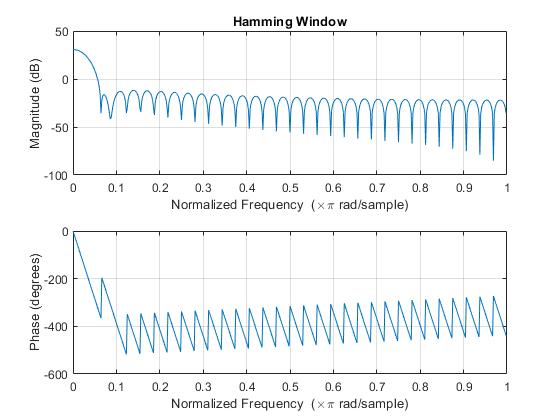 Hamming Window
50
0
-50
-100
Magnitude (dB)
0 0.1 0.2 0.3 0.4 0.5 0.6 0.7 0.8 0.9 1
Normalized Frequency (×π rad/sample)
0
-200
-400
-600
Phase (degrees)
0 0.1 0.2 0.3 0.4 0.5 0.6 0.7 0.8 0.9 1
Normalized Frequency (×π rad/sample)